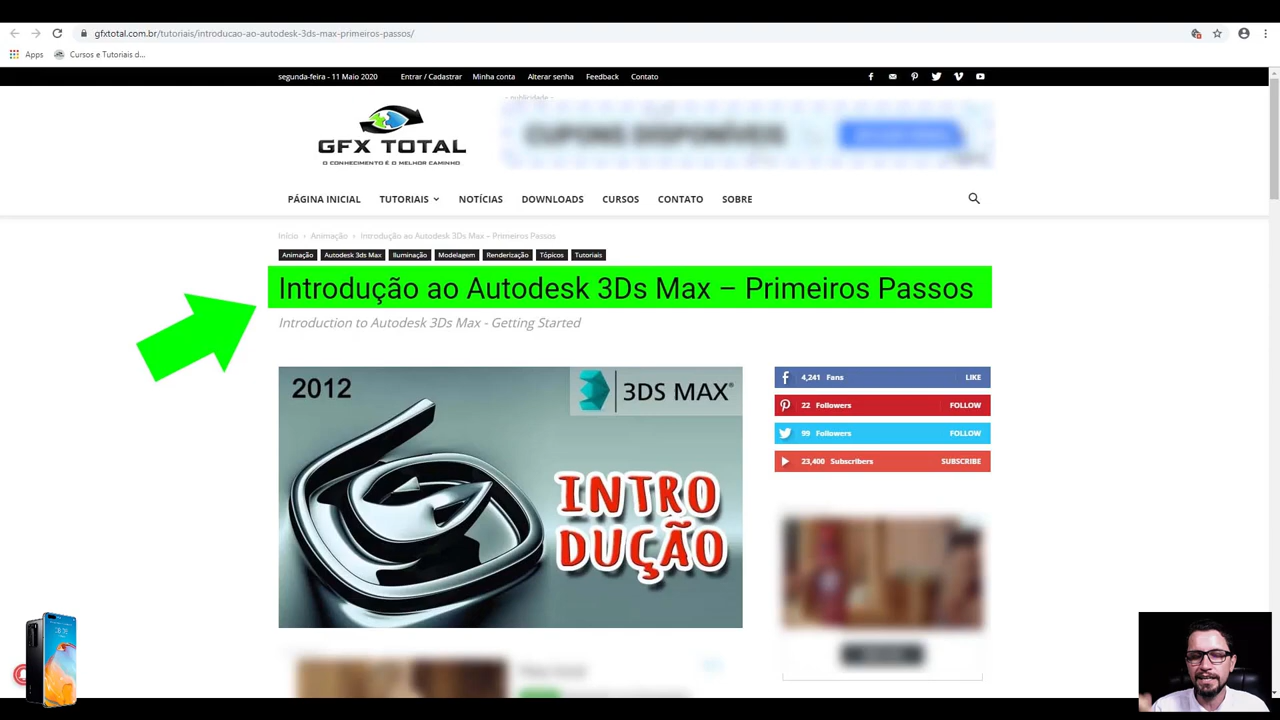 gfxtotal.com.br/tutoriais/introducao-ao-autodesk-3ds-max-primeiros-passos/
Apps Cursos e Tutoriais d...
segunda-feira - 11 Maio 2020 Entrar / Cadastrar Minha conta Alterar senha Feedback Contato
- publicidade -
CUPONS DISPONÍVEIS
GFX TOTAL
O CONHECIMENTO É O MELHOR CAMINHO
PÁGINA INICIAL TUTORIAIS NOTÍCIAS DOWNLOADS CURSOS CONTATO SOBRE
Início › Animação › Introdução ao Autodesk 3Ds Max – Primeiros Passos
Animação Autodesk 3ds Max Iluminação Modelagem Renderização Tópicos Tutoriais
Introdução ao Autodesk 3Ds Max – Primeiros Passos
Introduction to Autodesk 3Ds Max - Getting Started
2012
3DS MAX®
INTRO
DUÇÃO
4,241 Fans LIKE
22 Followers FOLLOW
99 Followers FOLLOW
23,400 Subscribers SUBSCRIBE